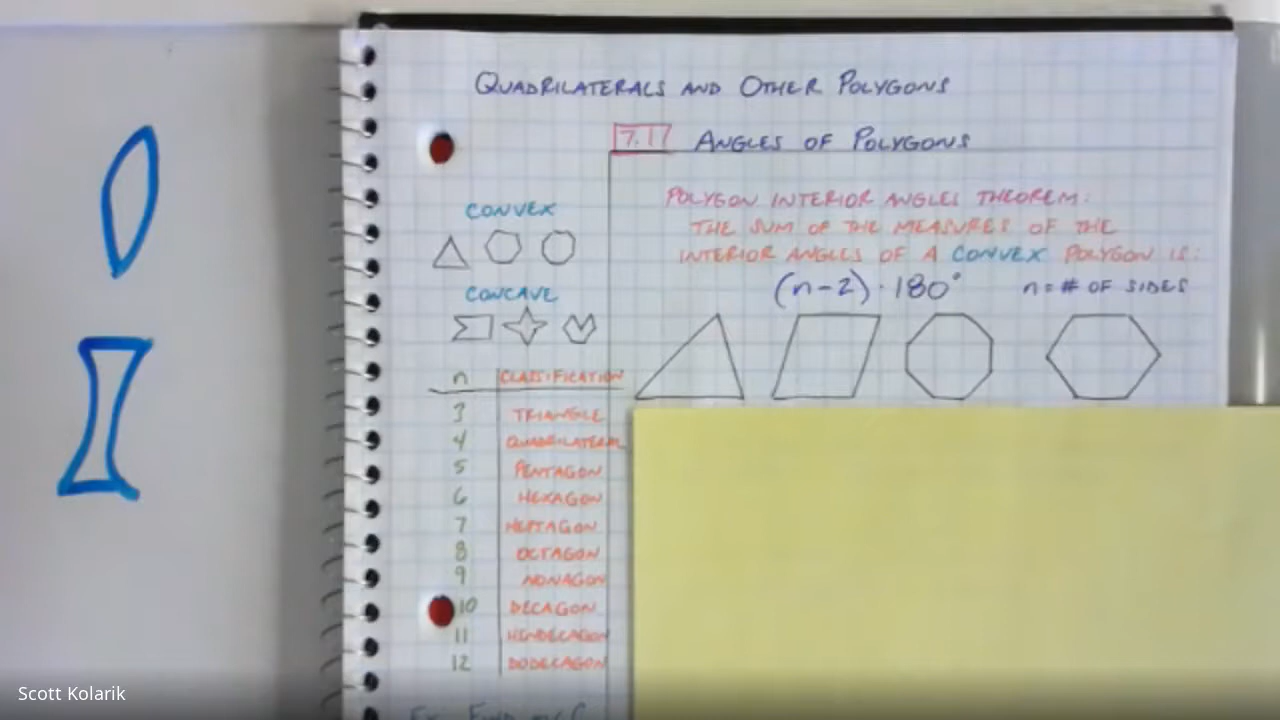 QUADRILATERALS AND OTHER POLYGONS
7.1 ANGLES OF POLYGONS
POLYGON INTERIOR ANGLES THEOREM:
THE SUM OF THE MEASURES OF THE
INTERIOR ANGLES OF A CONVEX POLYGON IS:
(n-2)·180° n=# OF SIDES
CONVEX
CONCAVE
n CLASSIFICATION
3 TRIANGLE
4 QUADRILATERAL
5 PENTAGON
6 HEXAGON
7 HEPTAGON
8 OCTAGON
9 NONAGON
10 DECAGON
11 HENDECAGON
12 DODECAGON
Scott Kolarik